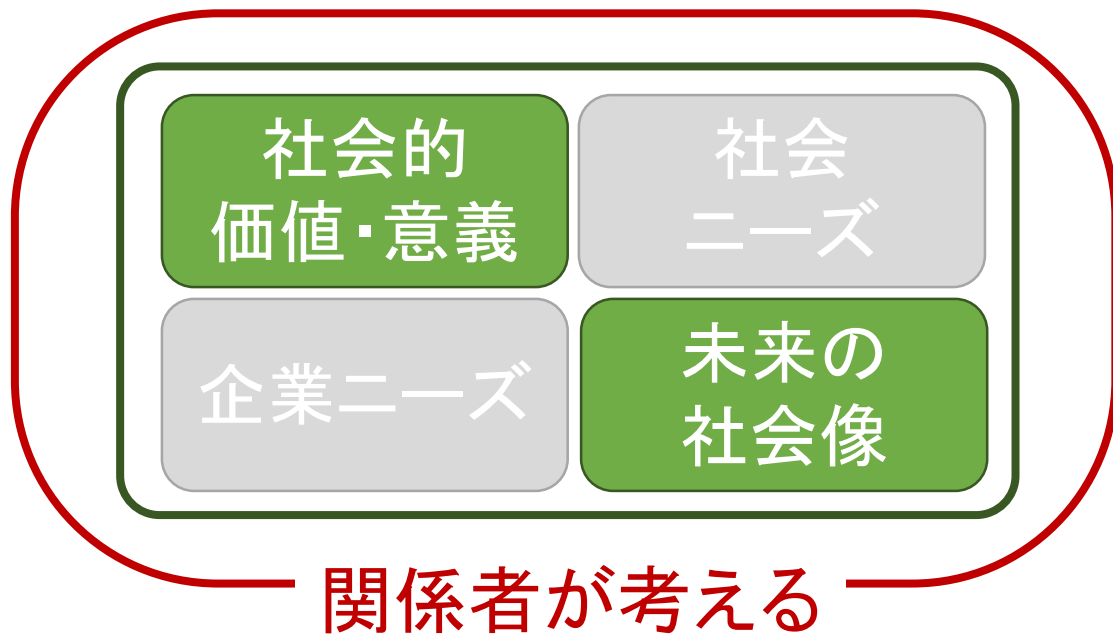 社会的
価値・意義
社会
ニーズ
企業ニーズ
未来の
社会像
関係者が考える